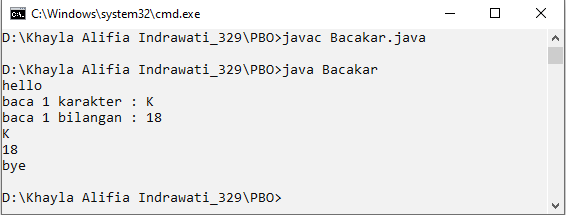 C:\Windows\system32\cmd.exe
D:\Khayla Alifia Indrawati_329\PBO>javac Bacakar.java
D:\Khayla Alifia Indrawati_329\PBO>java Bacakar
hello
baca 1 karakter : K
baca 1 bilangan : 18
K
18
bye
D:\Khayla Alifia Indrawati_329\PBO>